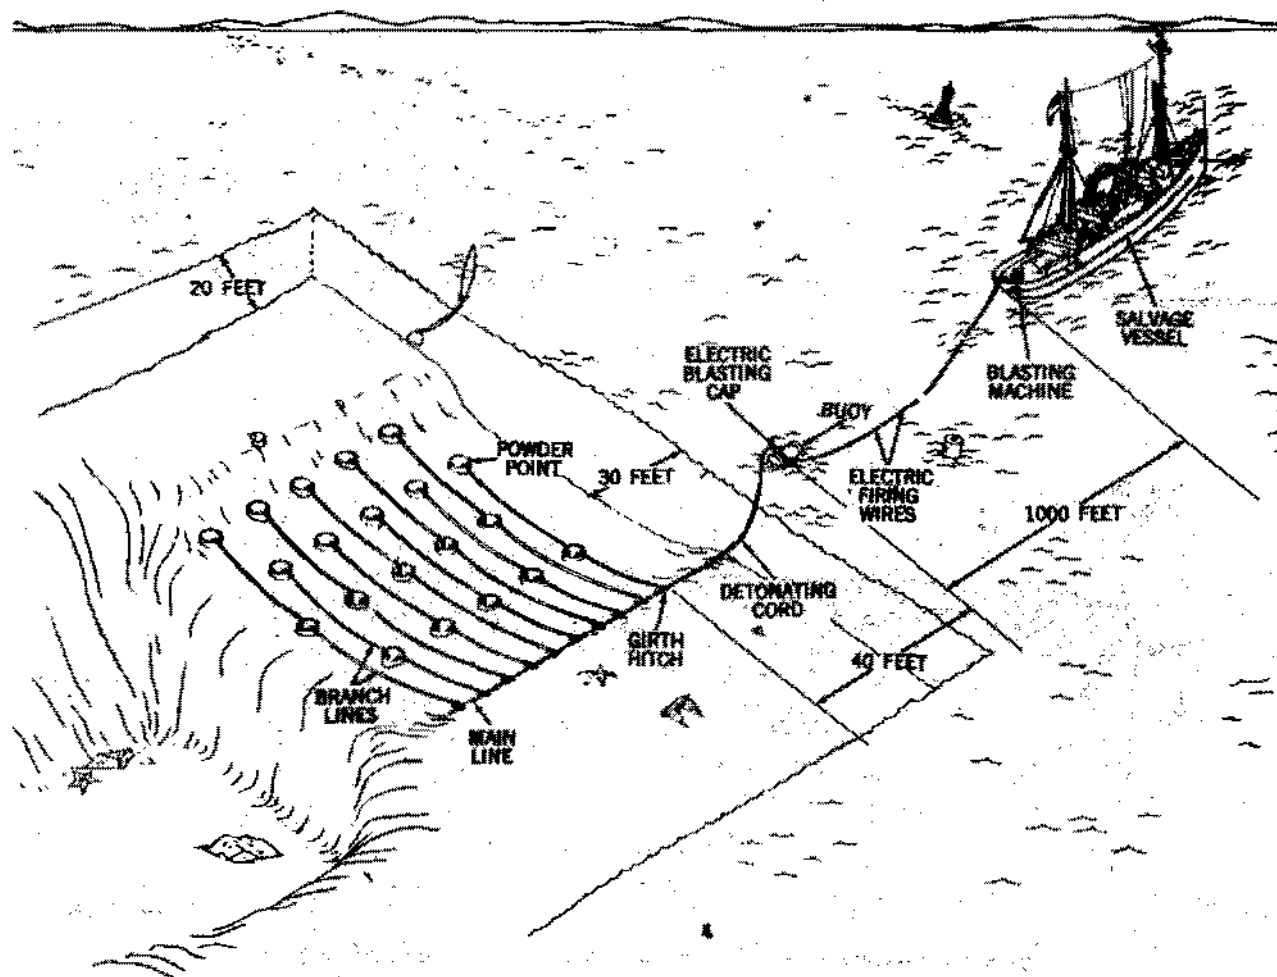 20 FEET
SALVAGE
VESSEL
ELECTRIC
BLASTING
CAP
BLASTING
MACHINE
BUOY
POWDER
POINT
30 FEET
ELECTRIC
FIRING
WIRES
1000 FEET
DETONATING
CORD
GIRTH
HITCH
40 FEET
BRANCH
LINES
MAIN
LINE